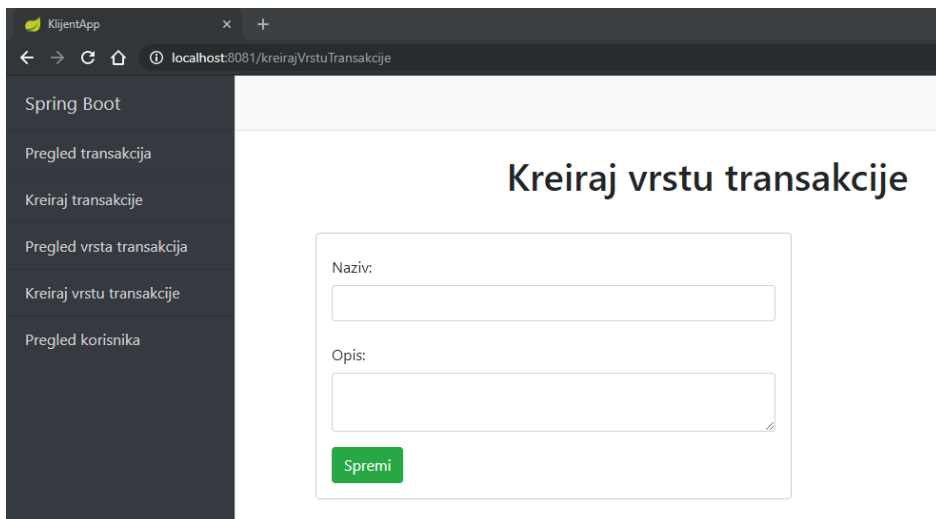 KlijentApp
localhost:8081/kreirajVrstuTransakcije
Spring Boot
Pregled transakcija
Kreiraj transakcije
Pregled vrsta transakcija
Kreiraj vrstu transakcije
Pregled korisnika
Kreiraj vrstu transakcije
Naziv:
Opis:
Spremi